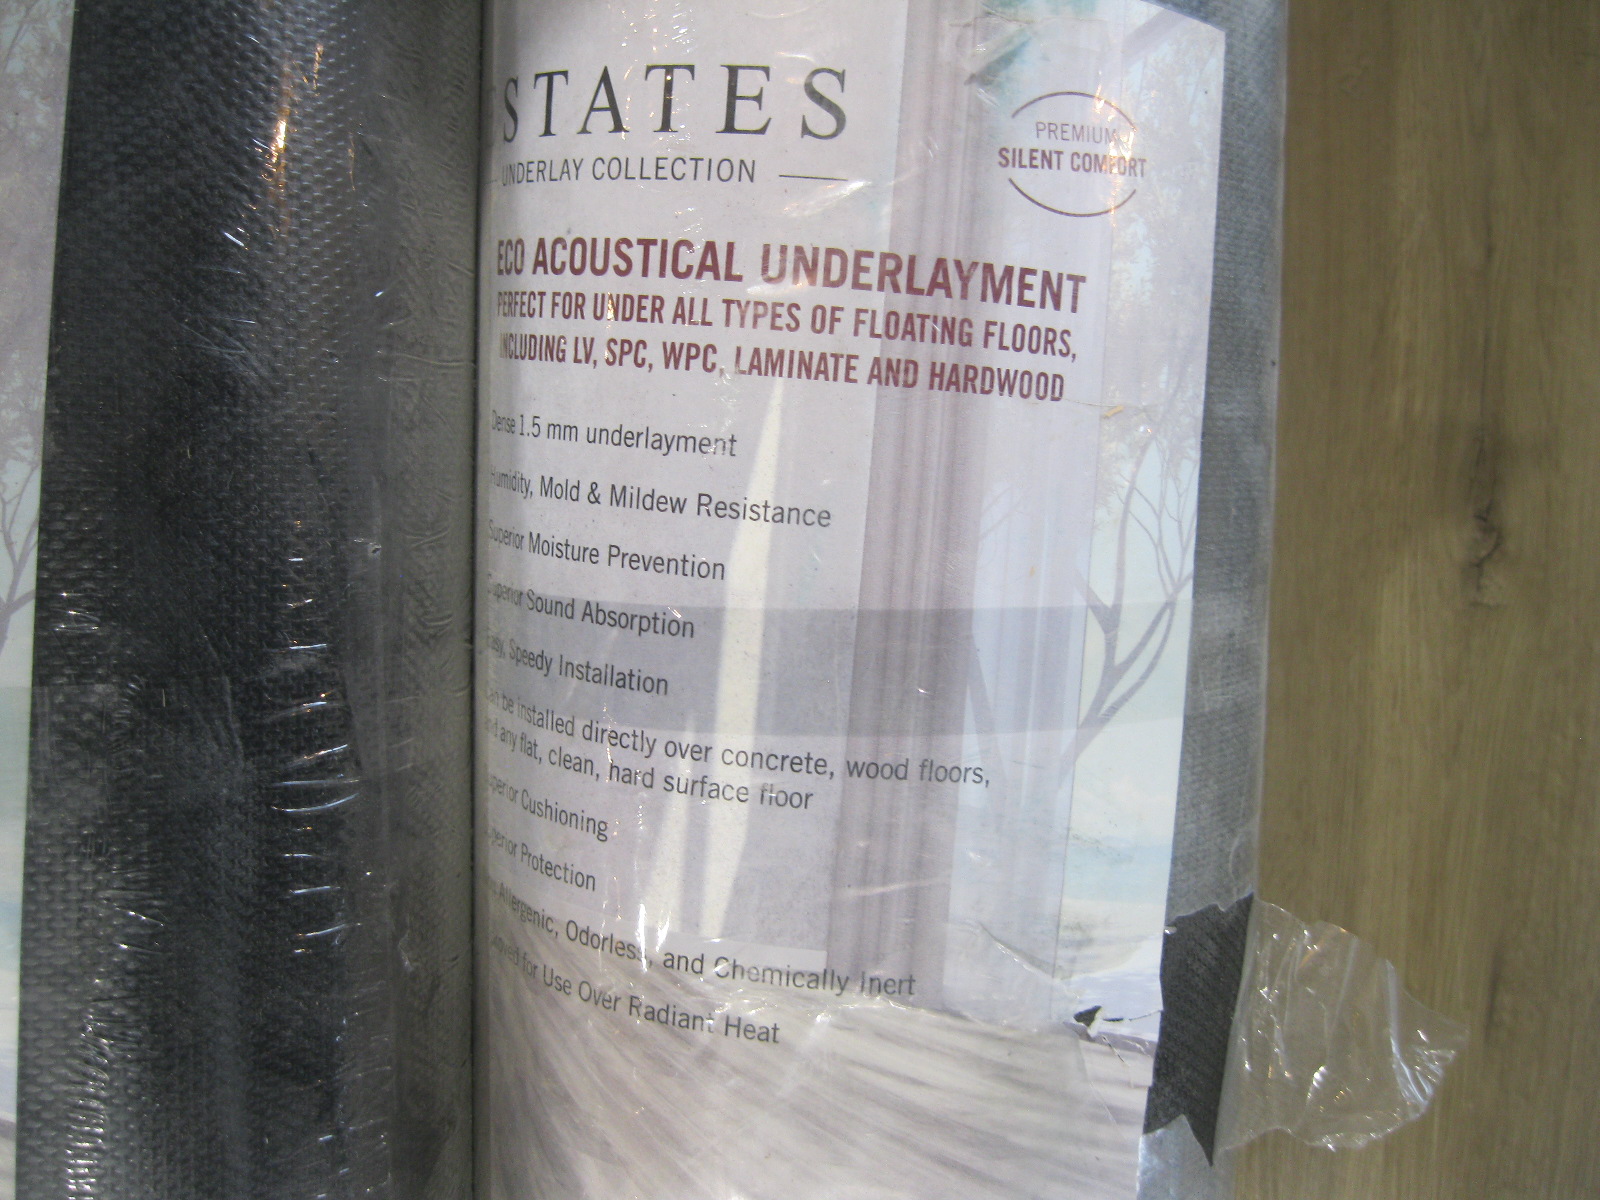 STATES
UNDERLAY COLLECTION
PREMIUM
SILENT COMFORT
ECO ACOUSTICAL UNDERLAYMENT
PERFECT FOR UNDER ALL TYPES OF FLOATING FLOORS,
INCLUDING LV, SPC, WPC, LAMINATE AND HARDWOOD
Dense 1.5 mm underlayment
Humidity, Mold & Mildew Resistance
Superior Moisture Prevention
Superior Sound Absorption
Easy, Speedy Installation
Can be installed directly over concrete, wood floors,
and any flat, clean, hard surface floor
Superior Cushioning
Superior Protection
Allergenic, Odorless, and Chemically Inert
for Use Over Radiant Heat